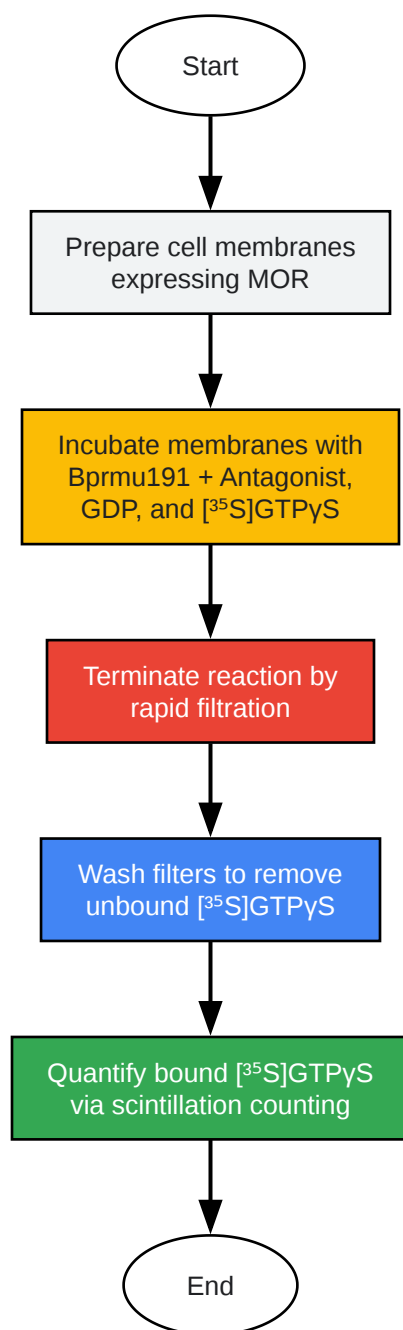 Start
Prepare cell membranes
expressing MOR
Incubate membranes with
Bprmu191 + Antagonist,
GDP, and [³⁵S]GTPγS
Terminate reaction by
rapid filtration
Wash filters to remove
unbound [³⁵S]GTPγS
Quantify bound [³⁵S]GTPγS
via scintillation counting
End